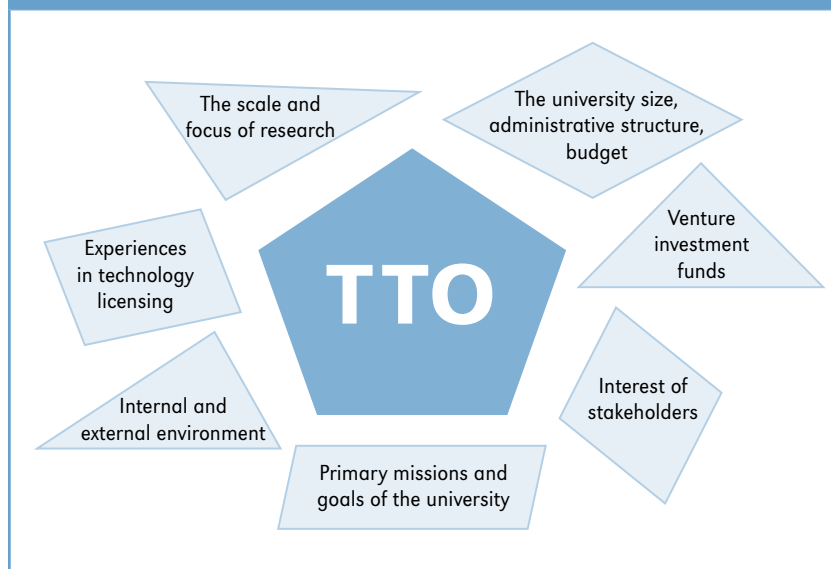 The scale and
focus of research
The university size,
administrative structure,
budget
Venture
investment
funds
Experiences
in technology
licensing
TTO
Interest of
stakeholders
Internal and
external environment
Primary missions and
goals of the university